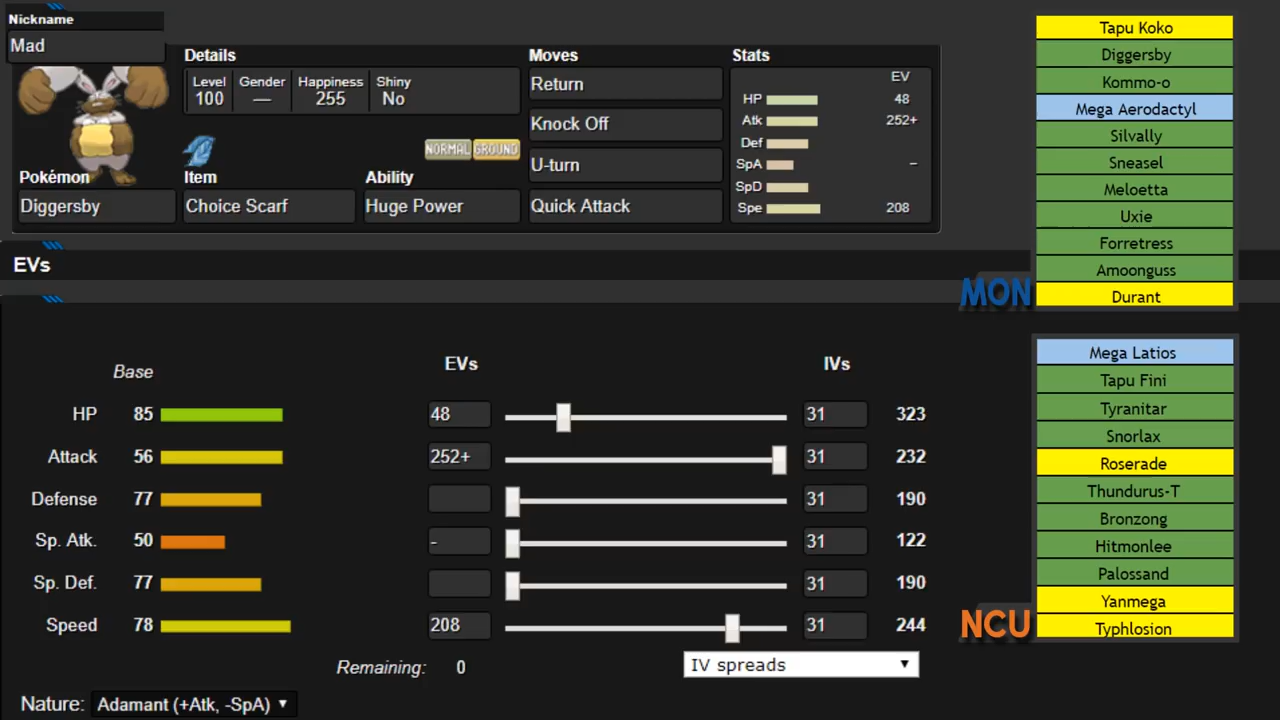 Nickname
Mad
Details
Level Gender Happiness Shiny
100 — 255 No
NORMAL GROUND
Pokémon Item Ability
Diggersby Choice Scarf Huge Power
Moves
Return
Knock Off
U-turn
Quick Attack
Stats
EV
HP 48
Atk 252+
Def
SpA –
SpD
Spe 208
EVs
Base EVs IVs
HP 85 48 31 323
Attack 56 252+ 31 232
Defense 77 31 190
Sp. Atk. 50 - 31 122
Sp. Def. 77 31 190
Speed 78 208 31 244
Remaining: 0
IV spreads
Nature: Adamant (+Atk, -SpA)
Tapu Koko
Diggersby
Kommo-o
Mega Aerodactyl
Silvally
Sneasel
Meloetta
Uxie
Forretress
Amoonguss
Durant
MON
Mega Latios
Tapu Fini
Tyranitar
Snorlax
Roserade
Thundurus-T
Bronzong
Hitmonlee
Palossand
Yanmega
Typhlosion
NCU